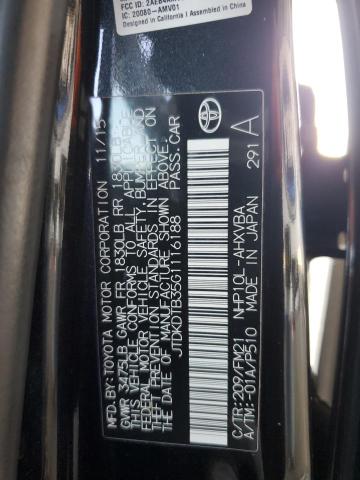 FCC ID: 2AEB4
IC: 20080-AMV01
Designed in California | Assembled in China
MFD. BY: TOYOTA MOTOR CORPORATION 11/15
GVWR 3475LB GAWR FR 1830LB RR 1830LB
THIS VEHICLE CONFORMS TO ALL APPLICABLE
FEDERAL MOTOR VEHICLE SAFETY, BUMPER, AND
THEFT PREVENTION STANDARDS IN EFFECT ON
THE DATE OF MANUFACTURE SHOWN ABOVE.
JTDKDTB35G1116188 PASS.CAR
C/TR: 209/FM21 NHP10L-AHXVBA
A/TM: -01A/P510 MADE IN JAPAN 291
A